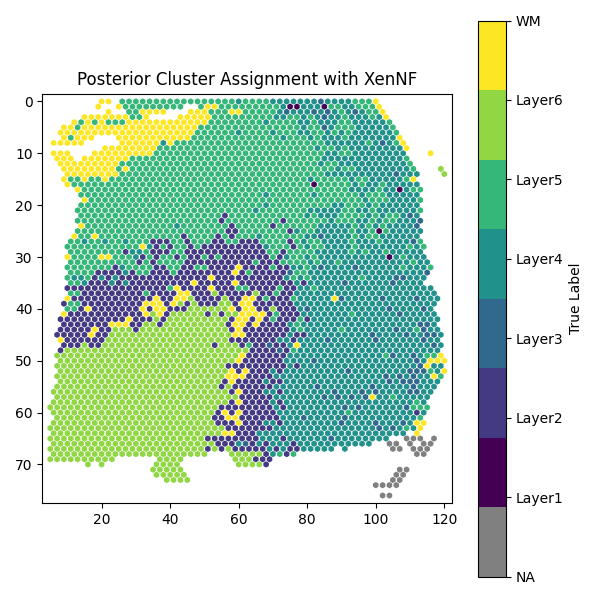 Posterior Cluster Assignment with XenNF
0
10
20
30
40
50
60
70
20
40
60
80
100
120
WM
Layer6
Layer5
Layer4
Layer3
Layer2
Layer1
NA
True Label